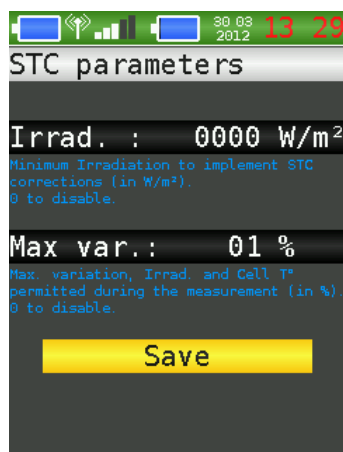 30 03
2012
13 29
STC parameters
Irrad. : 0000 W/m²
Minimum Irradiation to implement STC
corrections (in W/m²).
0 to disable.
Max var.: 01 %
Max. variation, Irrad. and Cell T°
permitted during the measurement (in %).
0 to disable.
Save